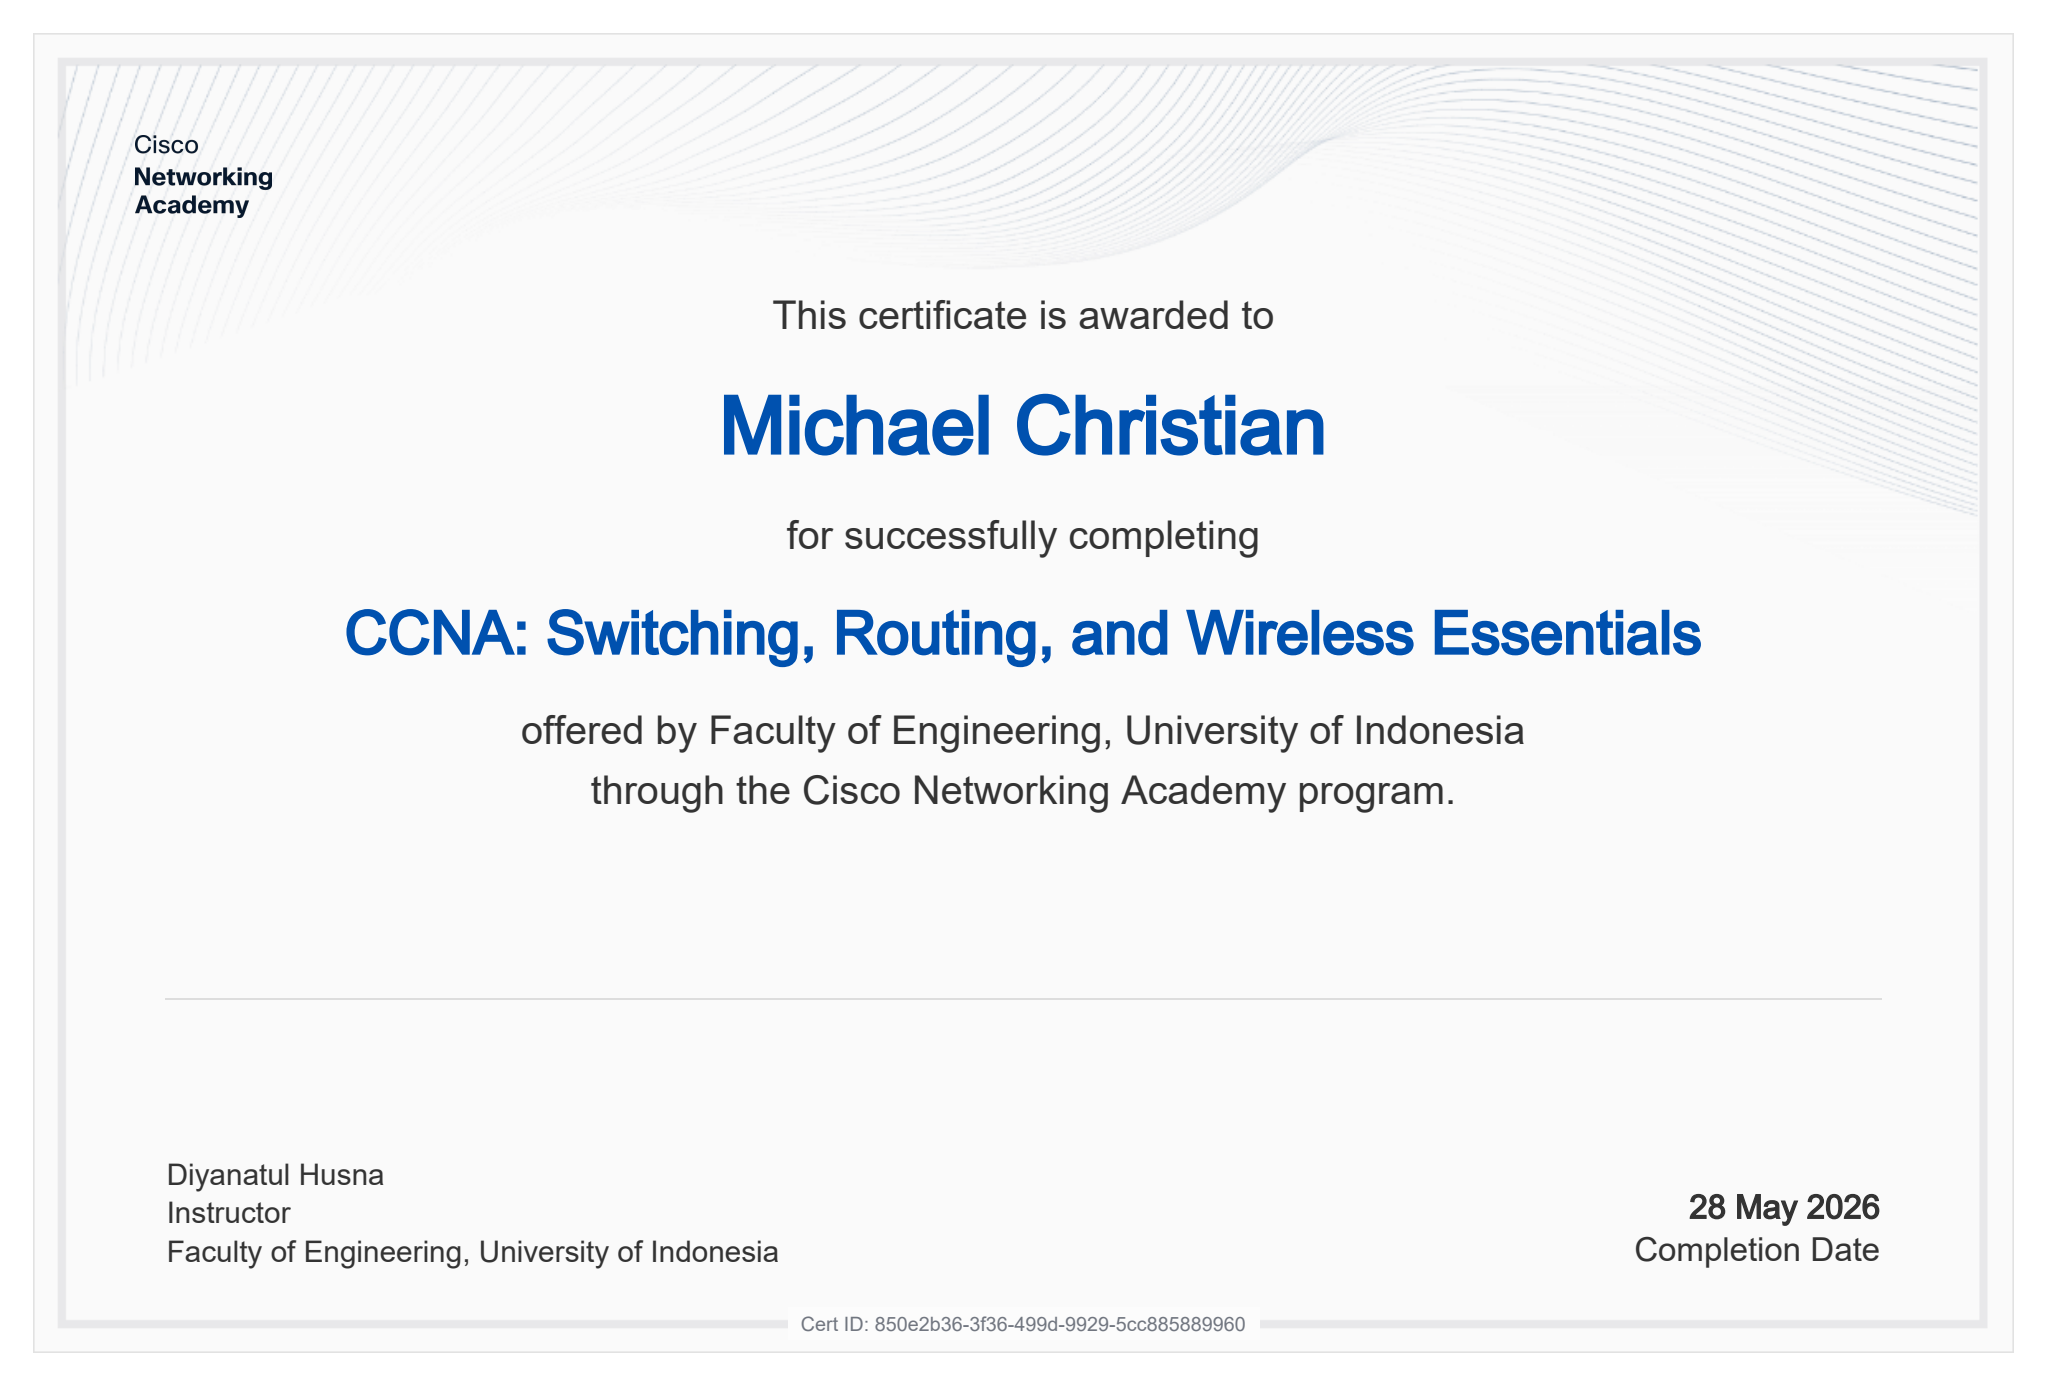 Cisco
Networking
Academy
This certificate is awarded to
Michael Christian
for successfully completing
CCNA: Switching, Routing, and Wireless Essentials
offered by Faculty of Engineering, University of Indonesia
through the Cisco Networking Academy program.
Diyanatul Husna
Instructor
Faculty of Engineering, University of Indonesia
28 May 2026
Completion Date
Cert ID: 850e2b36-3f36-499d-9929-5cc885889960